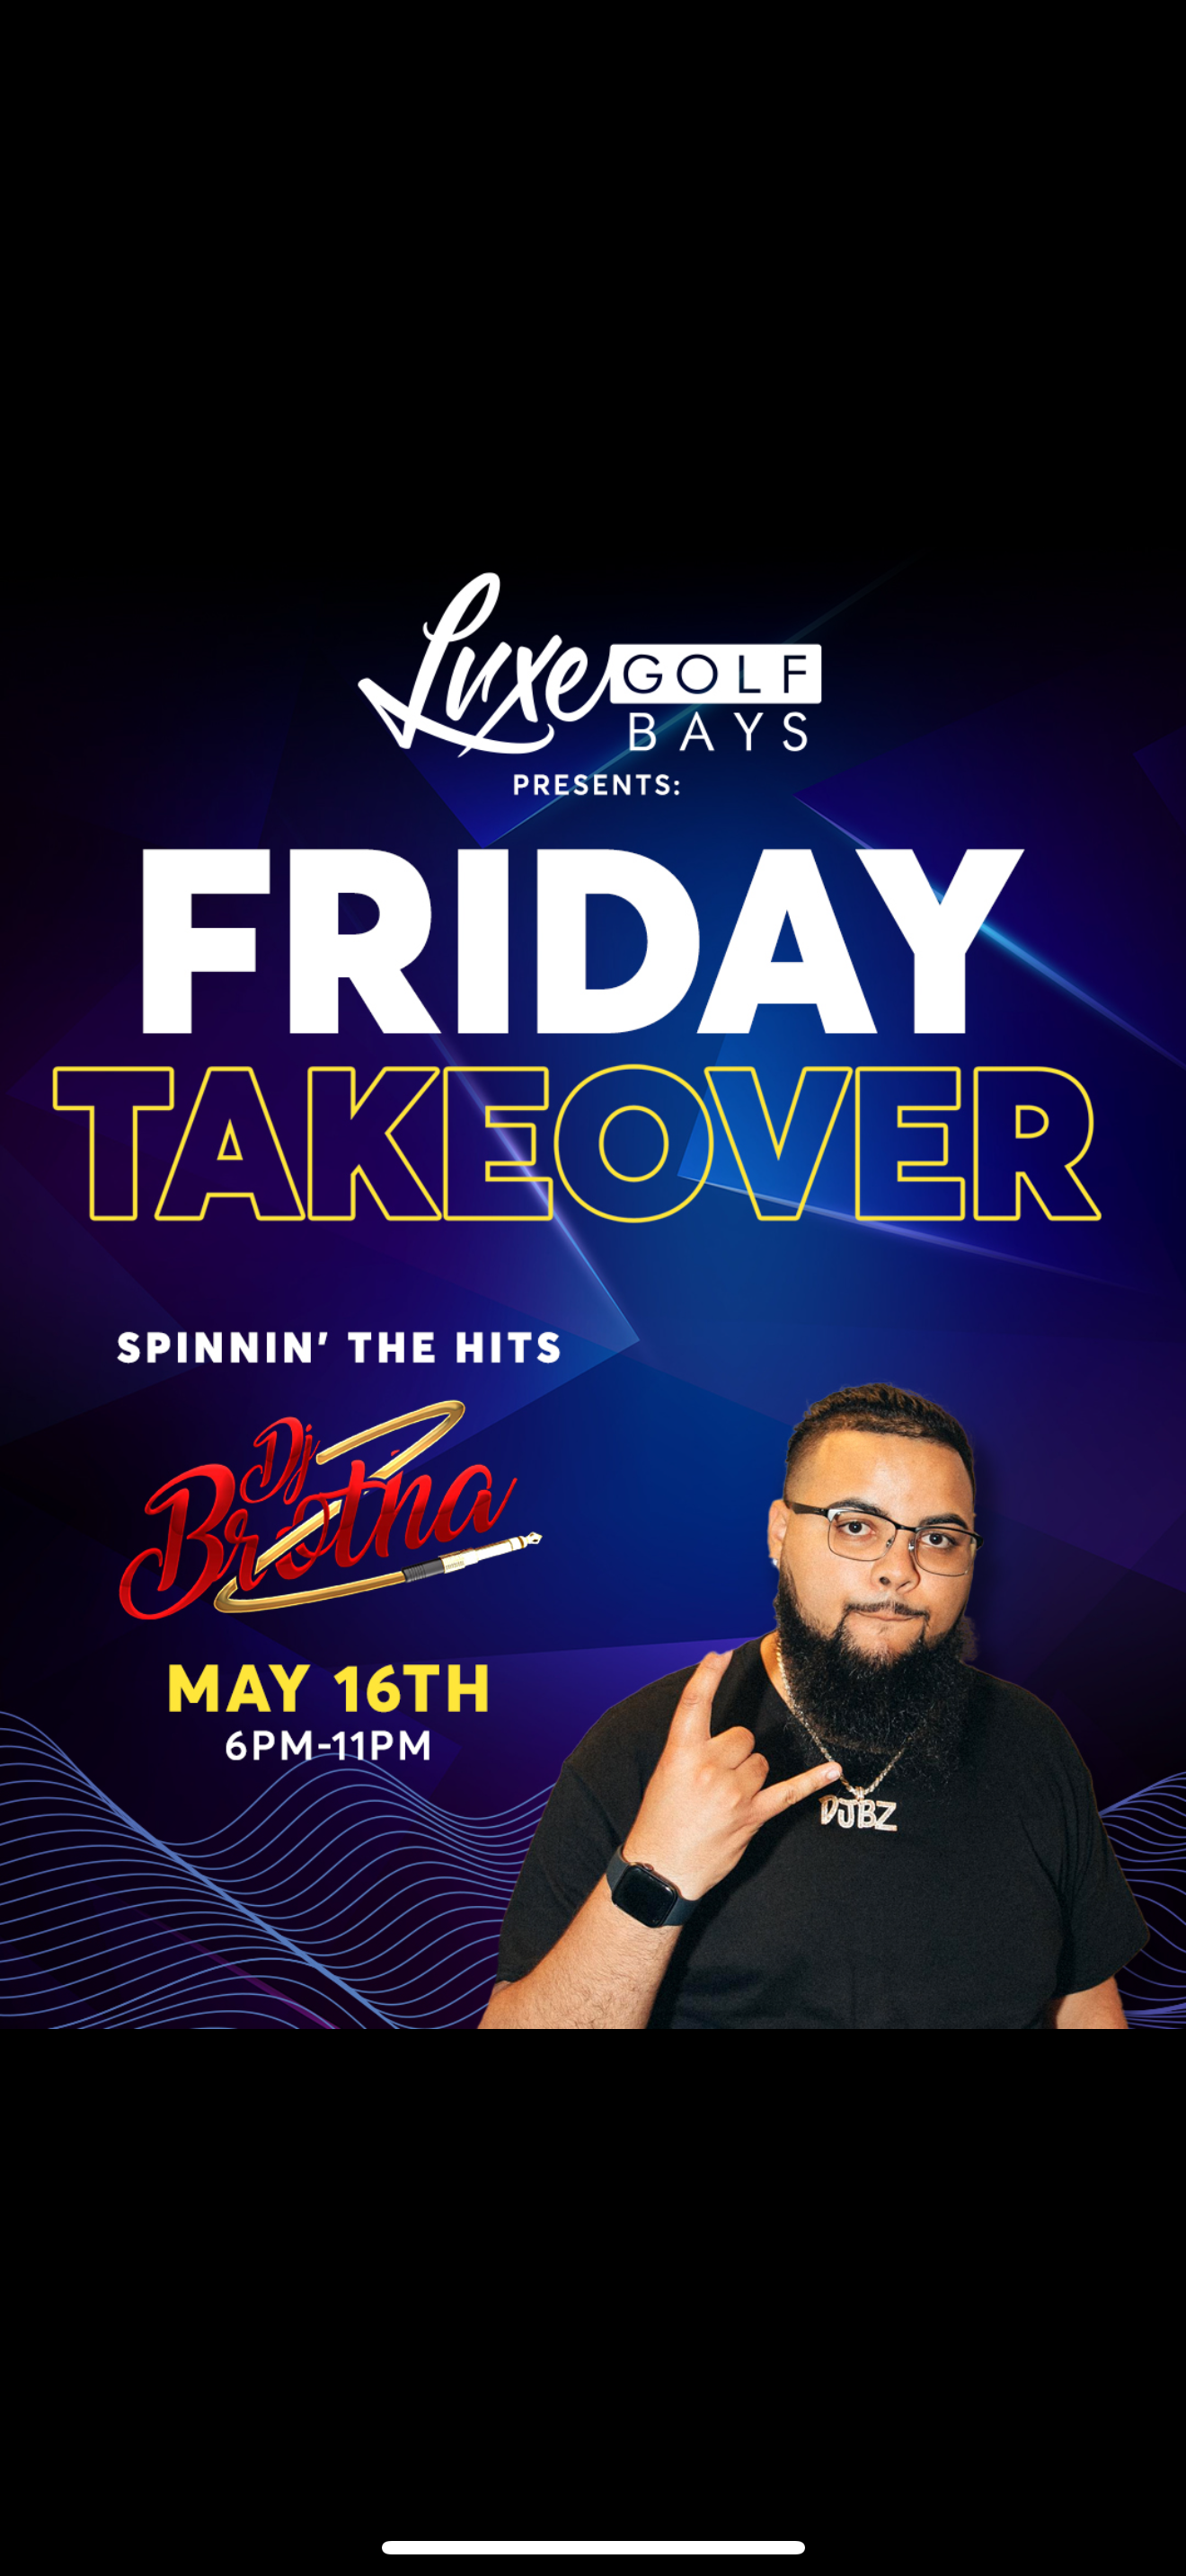 Luxe GOLF
BAYS
PRESENTS:
FRIDAY
TAKEOVER
SPINNIN' THE HITS
Dj
Brotha Z
MAY 16TH
6PM-11PM
DJBZ